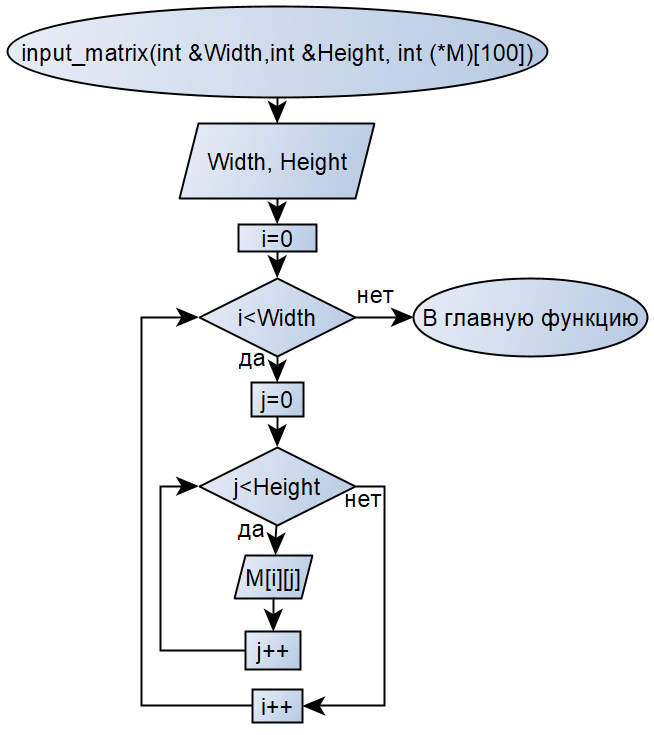 input_matrix(int &Width,int &Height, int (*M)[100])
Width, Height
i=0
i<Width
нет
В главную функцию
да
j=0
j<Height
нет
да
M[i][j]
j++
i++